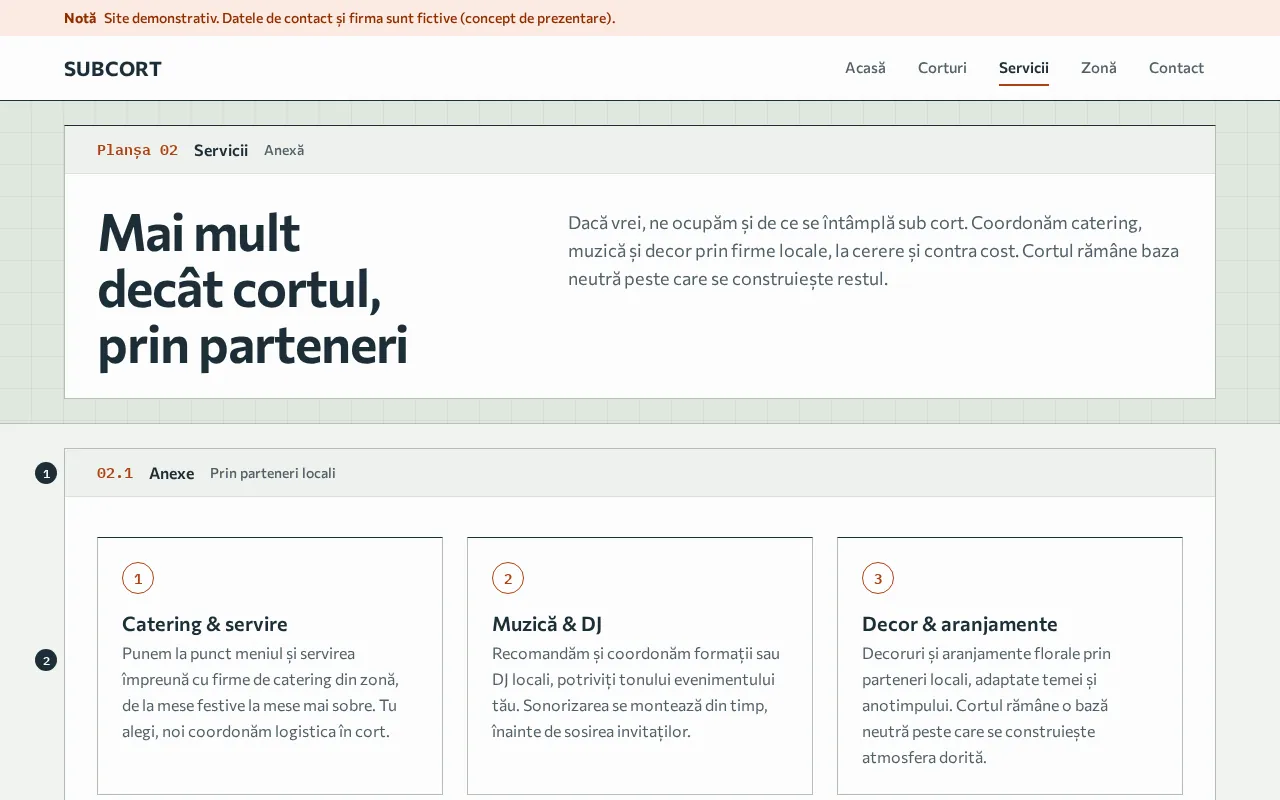 Notă Site demonstrativ. Datele de contact și firma sunt fictive (concept de prezentare).
SUBCORT
Acasă Corturi Servicii Zonă Contact
Planșa 02 Servicii Anexă
Mai mult
decât cortul,
prin parteneri
Dacă vrei, ne ocupăm și de ce se întâmplă sub cort. Coordonăm catering,
muzică și decor prin firme locale, la cerere și contra cost. Cortul rămâne baza
neutră peste care se construiește restul.
1
02.1 Anexe Prin parteneri locali
2
1
Catering & servire
Punem la punct meniul și servirea
împreună cu firme de catering din zonă,
de la mese festive la mese mai sobre. Tu
alegi, noi coordonăm logistica în cort.
2
Muzică & DJ
Recomandăm și coordonăm formații sau
DJ locali, potriviți tonului evenimentului
tău. Sonorizarea se montează din timp,
înainte de sosirea invitaților.
3
Decor & aranjamente
Decoruri și aranjamente florale prin
parteneri locali, adaptate temei și
anotimpului. Cortul rămâne o bază
neutră peste care se construiește
atmosfera dorită.